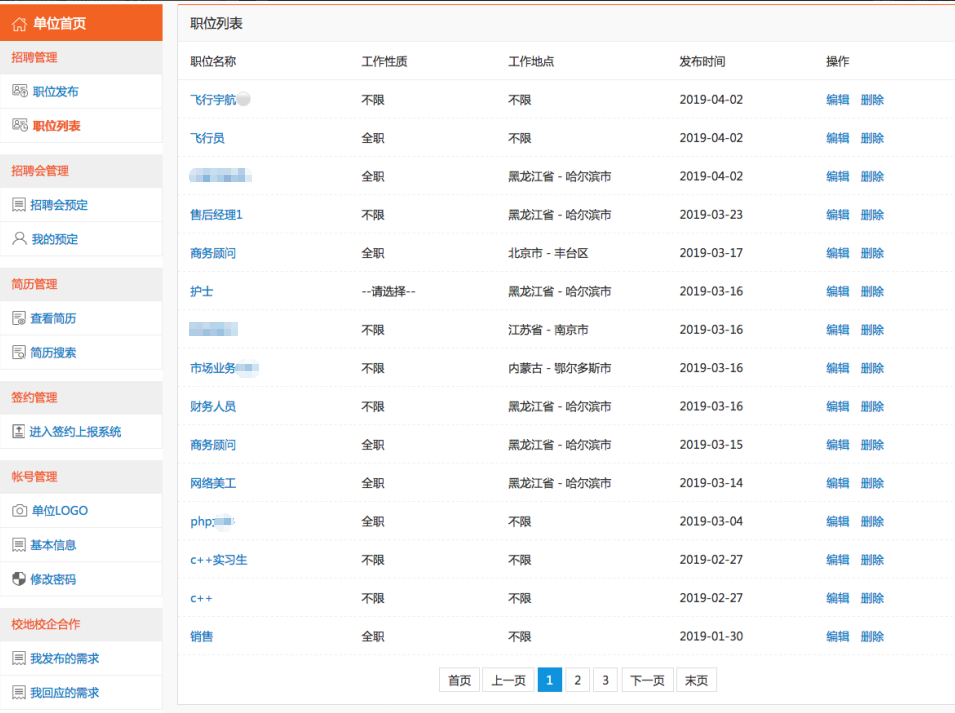 单位首页
招聘管理
职位发布
职位列表
招聘会管理
招聘会预定
我的预定
简历管理
查看简历
简历搜索
签约管理
进入签约上报系统
帐号管理
单位LOGO
基本信息
修改密码
校地校企合作
我发布的需求
我回应的需求
职位列表
职位名称 工作性质 工作地点 发布时间 操作
飞行宇航 不限 不限 2019-04-02 编辑 删除
飞行员 全职 不限 2019-04-02 编辑 删除
全职 黑龙江省 - 哈尔滨市 2019-04-02 编辑 删除
售后经理1 不限 黑龙江省 - 哈尔滨市 2019-03-23 编辑 删除
商务顾问 全职 北京市 - 丰台区 2019-03-17 编辑 删除
护士 --请选择-- 黑龙江省 - 哈尔滨市 2019-03-16 编辑 删除
不限 江苏省 - 南京市 2019-03-16 编辑 删除
市场业务 不限 内蒙古 - 鄂尔多斯市 2019-03-16 编辑 删除
财务人员 不限 黑龙江省 - 哈尔滨市 2019-03-16 编辑 删除
商务顾问 全职 黑龙江省 - 哈尔滨市 2019-03-15 编辑 删除
网络美工 全职 黑龙江省 - 哈尔滨市 2019-03-14 编辑 删除
php 全职 不限 2019-03-04 编辑 删除
c++实习生 不限 不限 2019-02-27 编辑 删除
c++ 不限 不限 2019-02-27 编辑 删除
销售 全职 不限 2019-01-30 编辑 删除
首页 上一页 1 2 3 下一页 末页